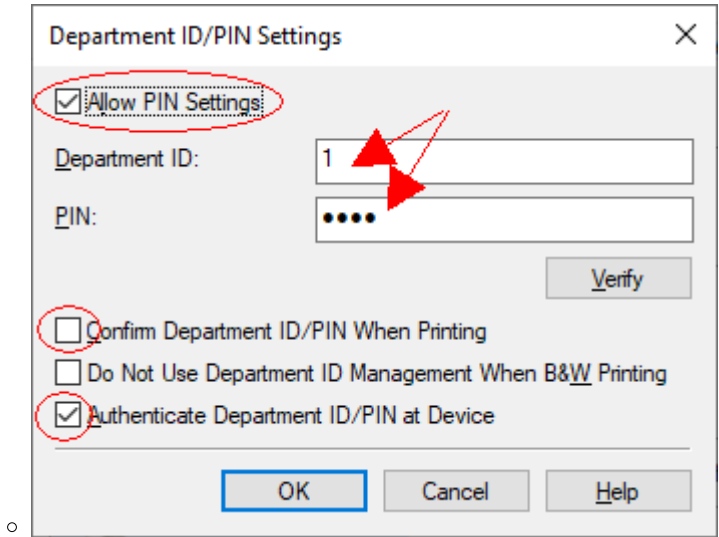 Department ID/PIN Settings
Allow PIN Settings
Department ID:
1
PIN:
••••
Verify
Confirm Department ID/PIN When Printing
Do Not Use Department ID Management When B&W Printing
Authenticate Department ID/PIN at Device
OK
Cancel
Help